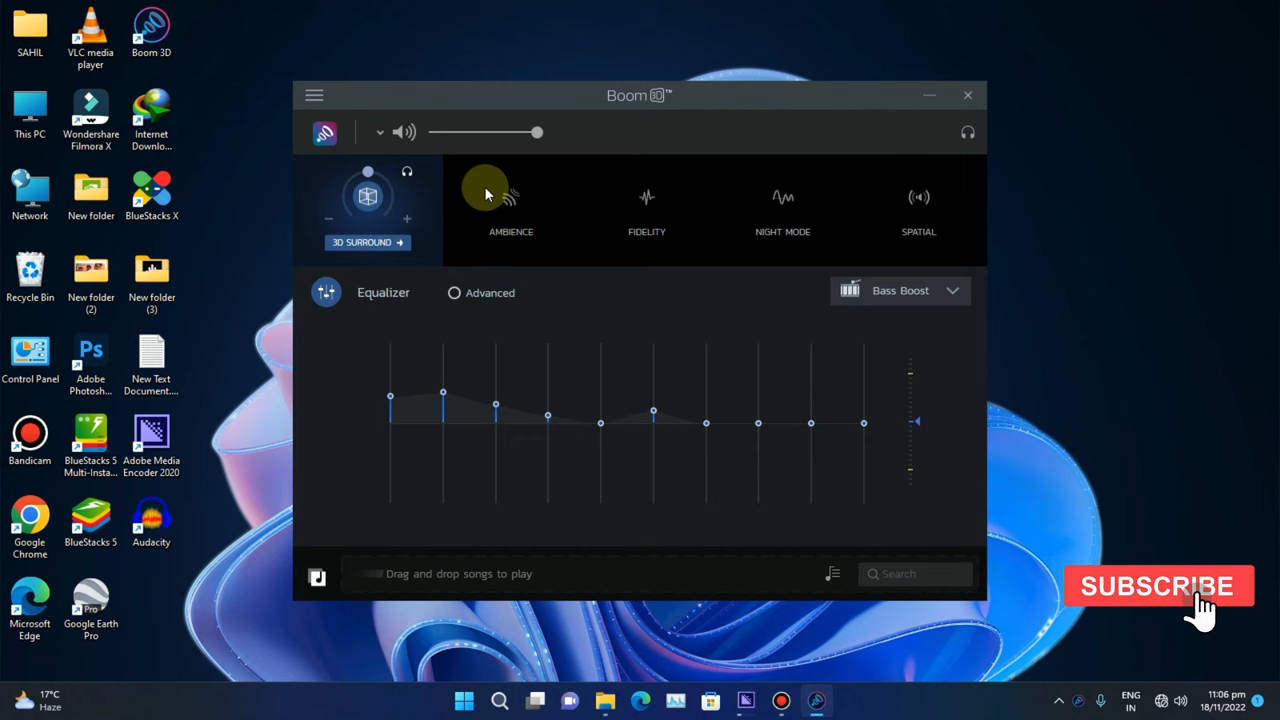 SAHIL
VLC media
player
Boom 3D
This PC
Wondershare
Filmora X
Internet
Downlo...
Network
New folder
BlueStacks X
Recycle Bin
New folder
(2)
New folder
(3)
Control Panel
Ps
Adobe
Photosh...
New Text
Document....
Bandicam
BlueStacks 5
Multi-Insta...
Adobe Media
Encoder 2020
Google
Chrome
BlueStacks 5
Audacity
Microsoft
Edge
Pro
Google Earth
Pro
Boom 3D™
3D SURROUND
AMBIENCE
FIDELITY
NIGHT MODE
SPATIAL
Equalizer
Advanced
Bass Boost
Drag and drop songs to play
Search
SUBSCRIBE
17°C
Haze
ENG
IN
11:06 pm
18/11/2022
1